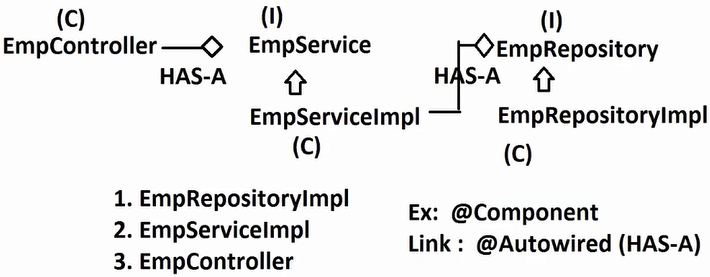 (C) (I) (I)
EmpController EmpService EmpRepository
HAS-A HAS-A
EmpServiceImpl EmpRepositoryImpl
(C) (C)
1. EmpRepositoryImpl
2. EmpServiceImpl
3. EmpController
Ex: @Component
Link : @Autowired (HAS-A)